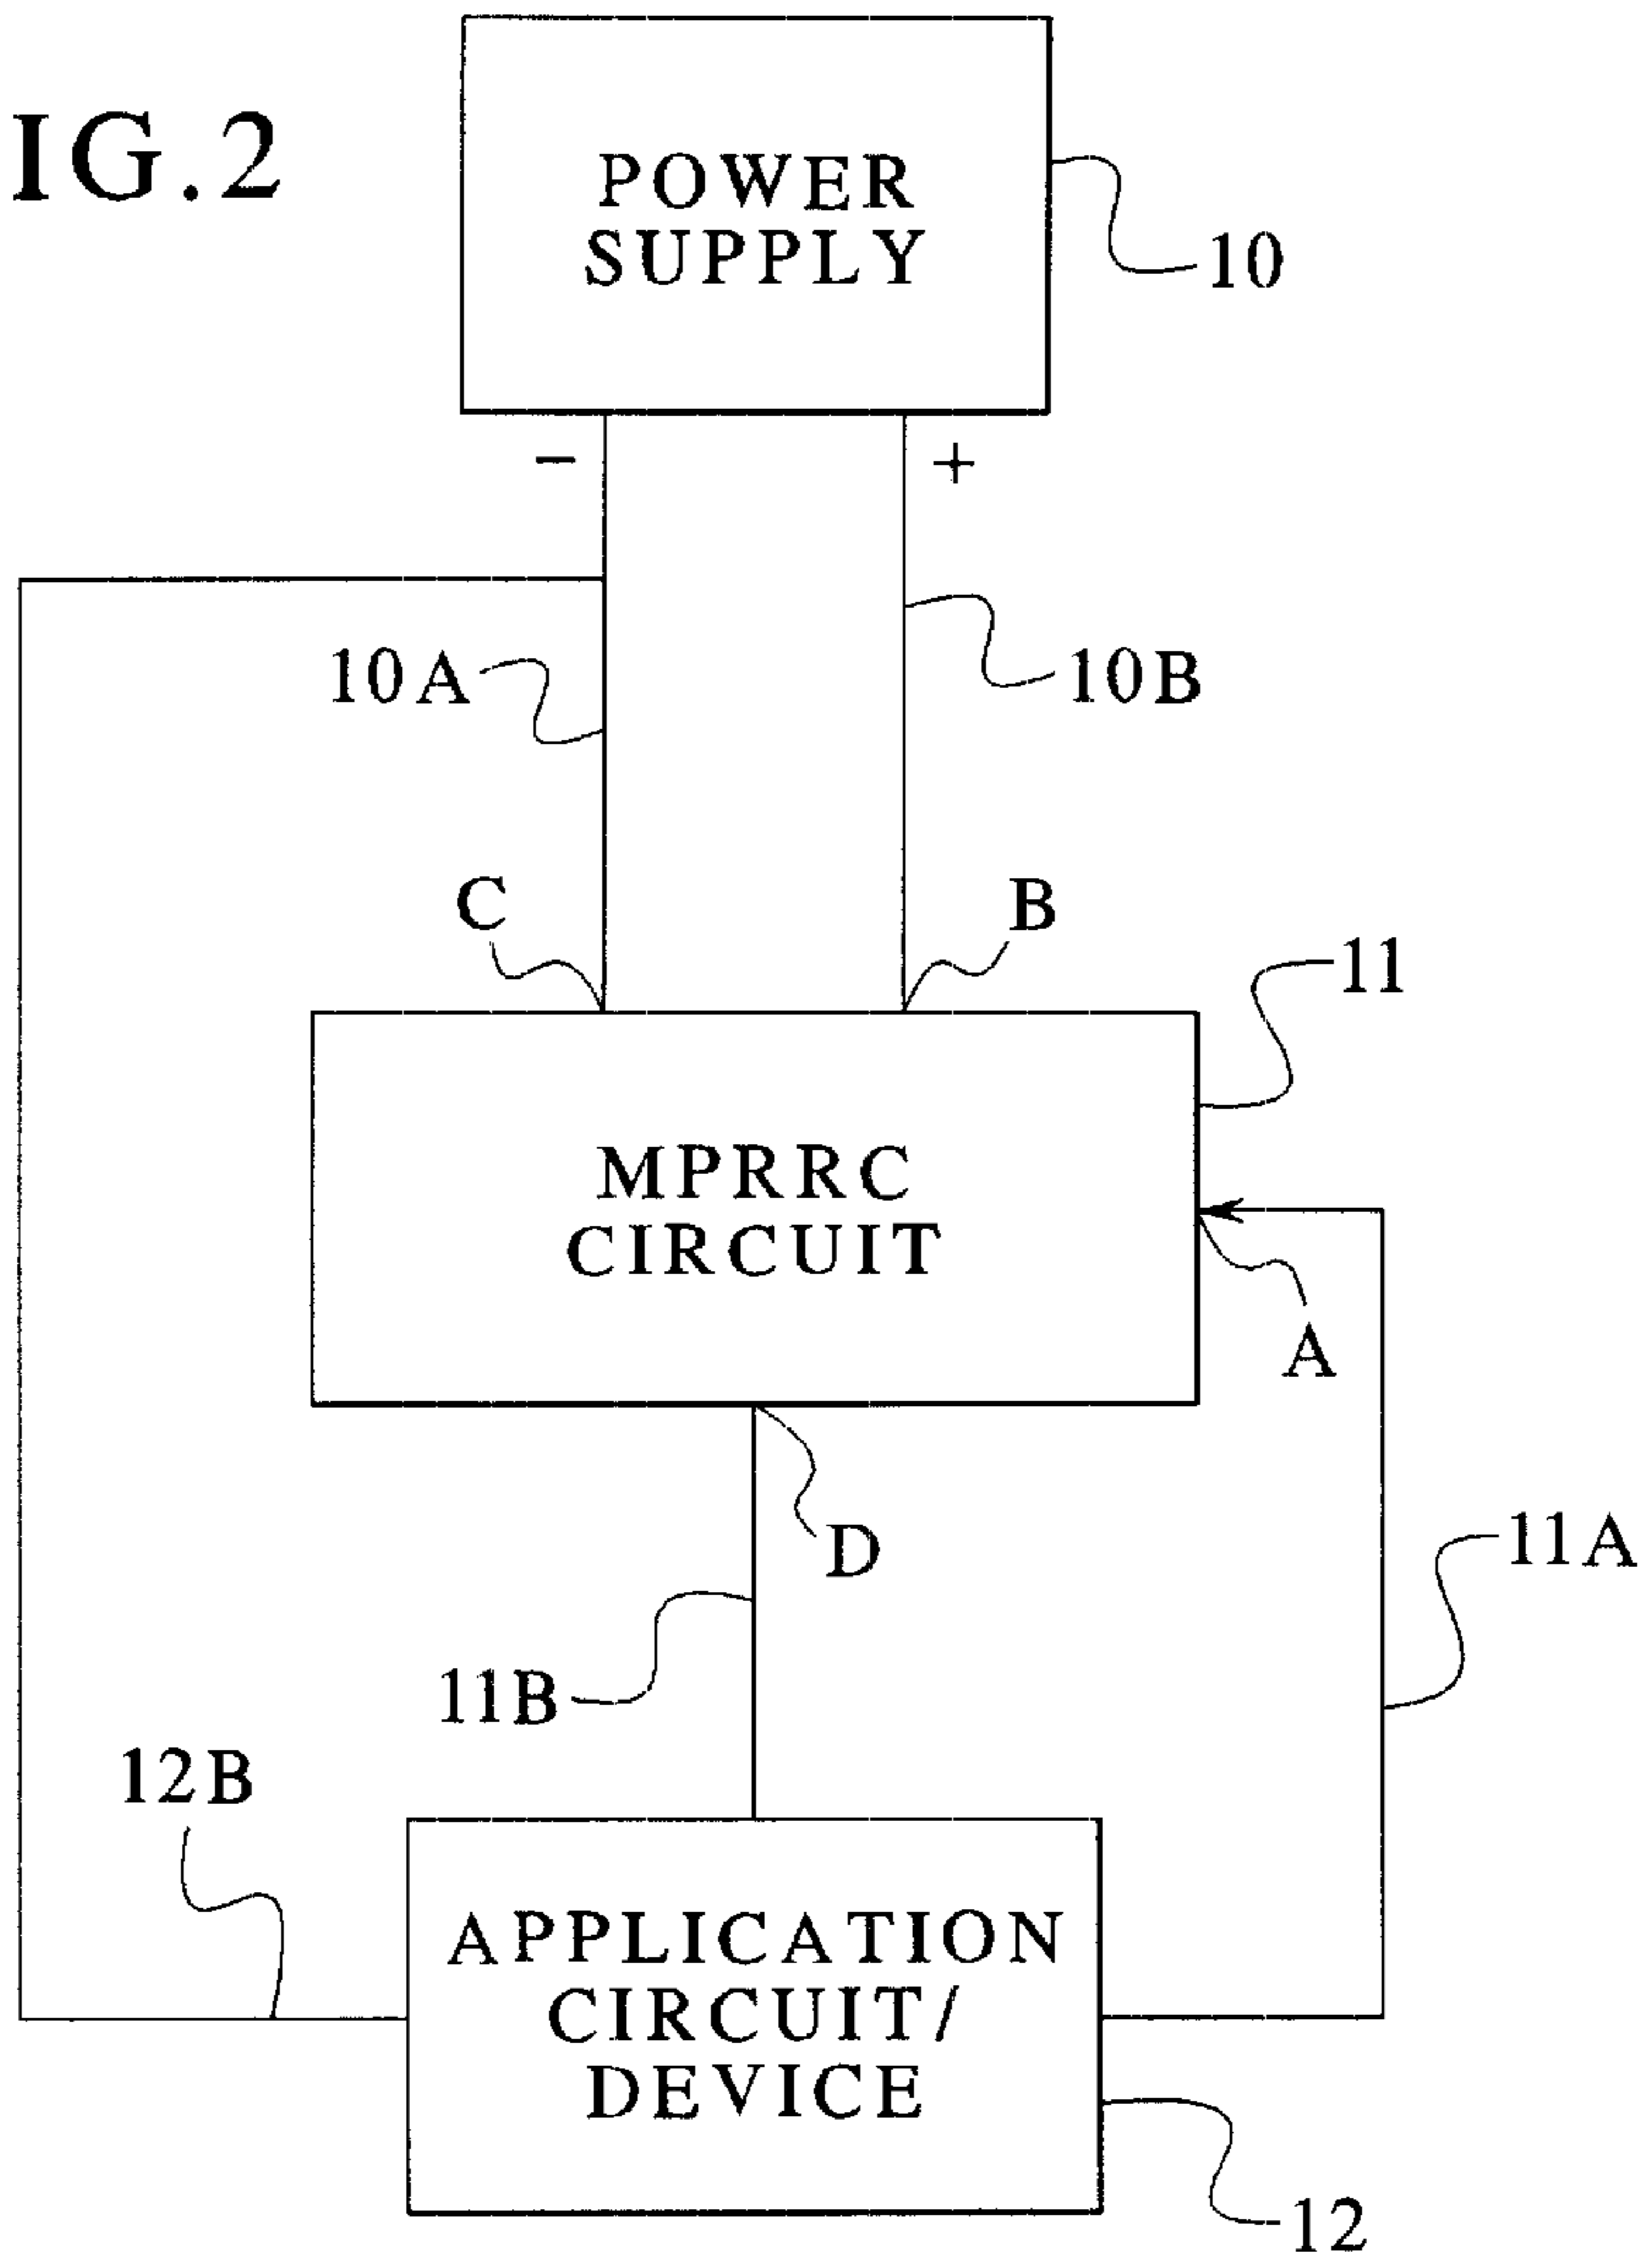 IG.2
POWER
SUPPLY
10
−
+
10A
10B
C
B
11
MPRRC
CIRCUIT
A
D
11A
11B
12B
APPLICATION
CIRCUIT/
DEVICE
12